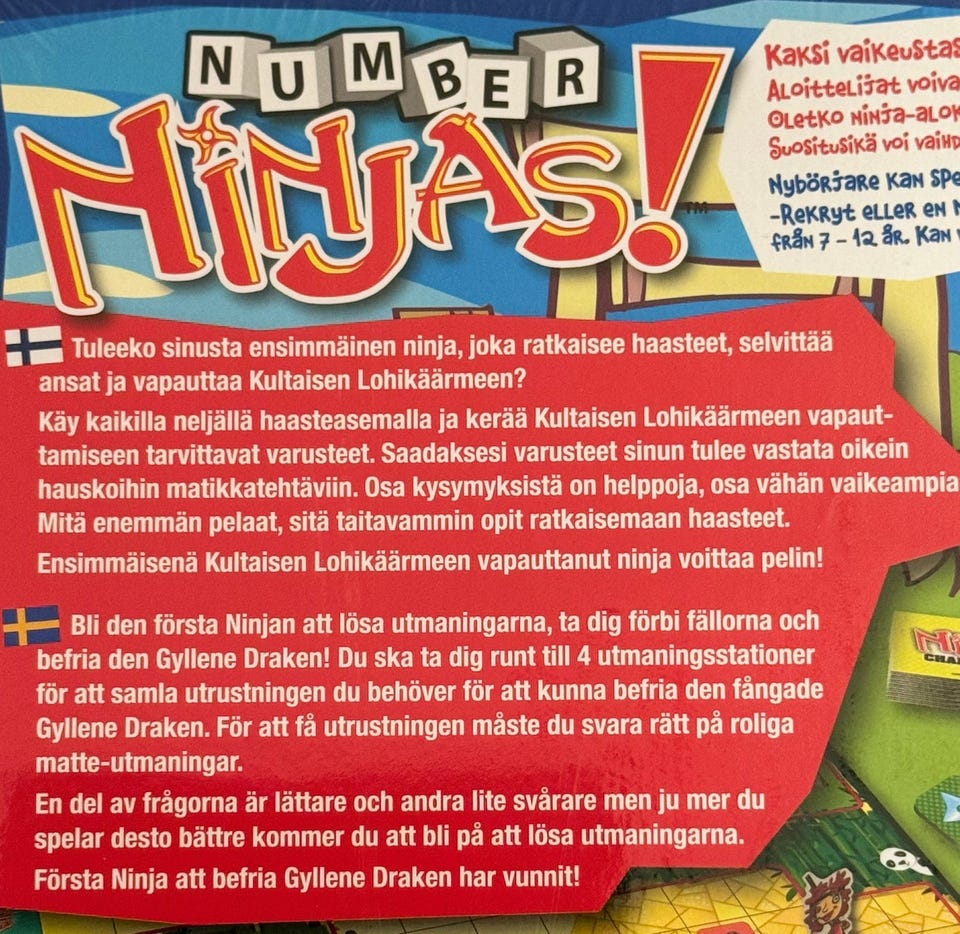 NUMBER
NINJAS!
TM
Kaksi vaikeustas
Aloittelijat voiva
Oletko ninja-alok
Suositusikä voi vaihd
Nybörjare kan spe
-Rekryt eller en N
från 7 – 12 år. Kan v
Tuleeko sinusta ensimmäinen ninja, joka ratkaisee haasteet, selvittää
ansat ja vapauttaa Kultaisen Lohikäärmeen?
Käy kaikilla neljällä haasteasemalla ja kerää Kultaisen Lohikäärmeen vapaut-
tamiseen tarvittavat varusteet. Saadaksesi varusteet sinun tulee vastata oikein
hauskoihin matikkatehtäviin. Osa kysymyksistä on helppoja, osa vähän vaikeampia
Mitä enemmän pelaat, sitä taitavammin opit ratkaisemaan haasteet.
Ensimmäisenä Kultaisen Lohikäärmeen vapauttanut ninja voittaa pelin!
Bli den första Ninjan att lösa utmaningarna, ta dig förbi fällorna och
befria den Gyllene Draken! Du ska ta dig runt till 4 utmaningsstationer
för att samla utrustningen du behöver för att kunna befria den fångade
Gyllene Draken. För att få utrustningen måste du svara rätt på roliga
matte-utmaningar.
En del av frågorna är lättare och andra lite svårare men ju mer du
spelar desto bättre kommer du att bli på att lösa utmaningarna.
Första Ninja att befria Gyllene Draken har vunnit!